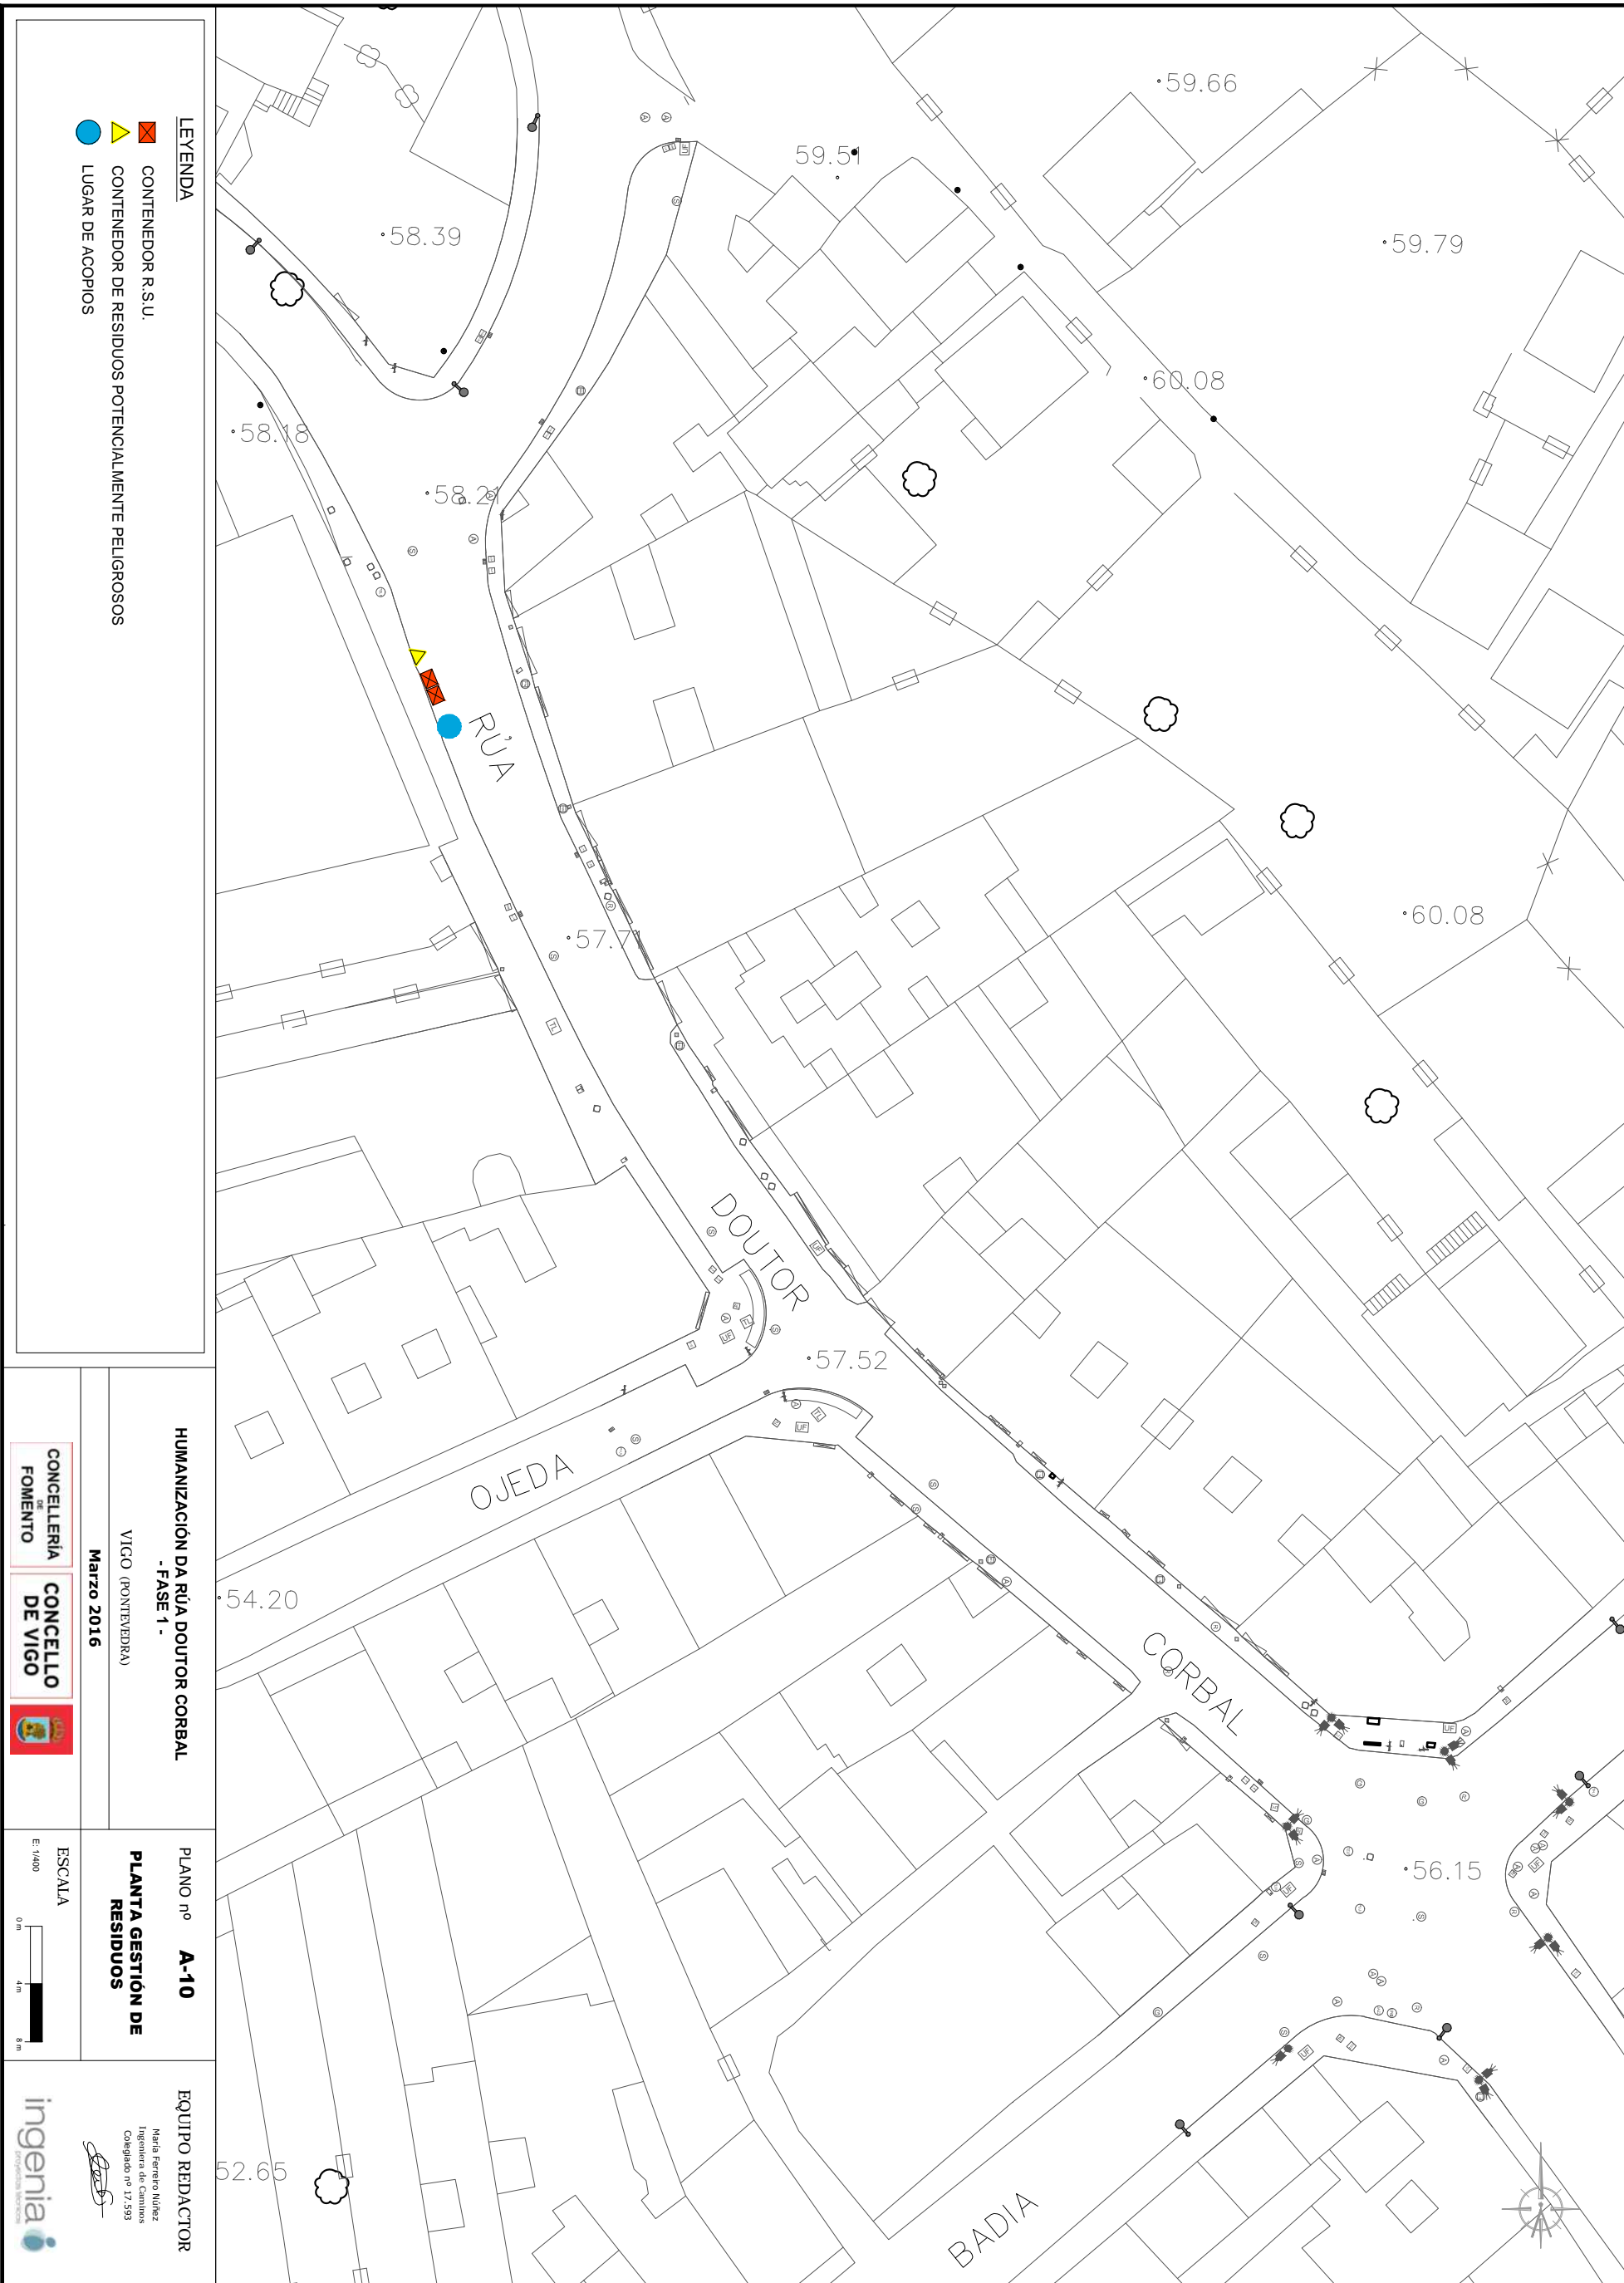 59.66
59.51
59.79
58.39
60.08
58.18
58.21
60.08
57.71
57.52
54.20
56.15
52.65
RÚA
DOUTOR
CORBAL
OJEDA
BADIA
LEYENDA
CONTENEDOR R.S.U.
CONTENEDOR DE RESIDUOS POTENCIALMENTE PELIGROSOS
LUGAR DE ACOPIOS
HUMANIZACIÓN DA RÚA DOUTOR CORBAL
- FASE 1 -
VIGO (PONTEVEDRA)
Marzo 2016
CONCELLERÍA
DE
FOMENTO
CONCELLO
DE VIGO
PLANO nº A-10
PLANTA GESTIÓN DE
RESIDUOS
ESCALA
E: 1/400
0 m 4 m 8 m
EQUIPO REDACTOR
María Ferreiro Núñez
Ingeniera de Caminos
Colegiado nº 17.593
ingenia
proyectos técnicos